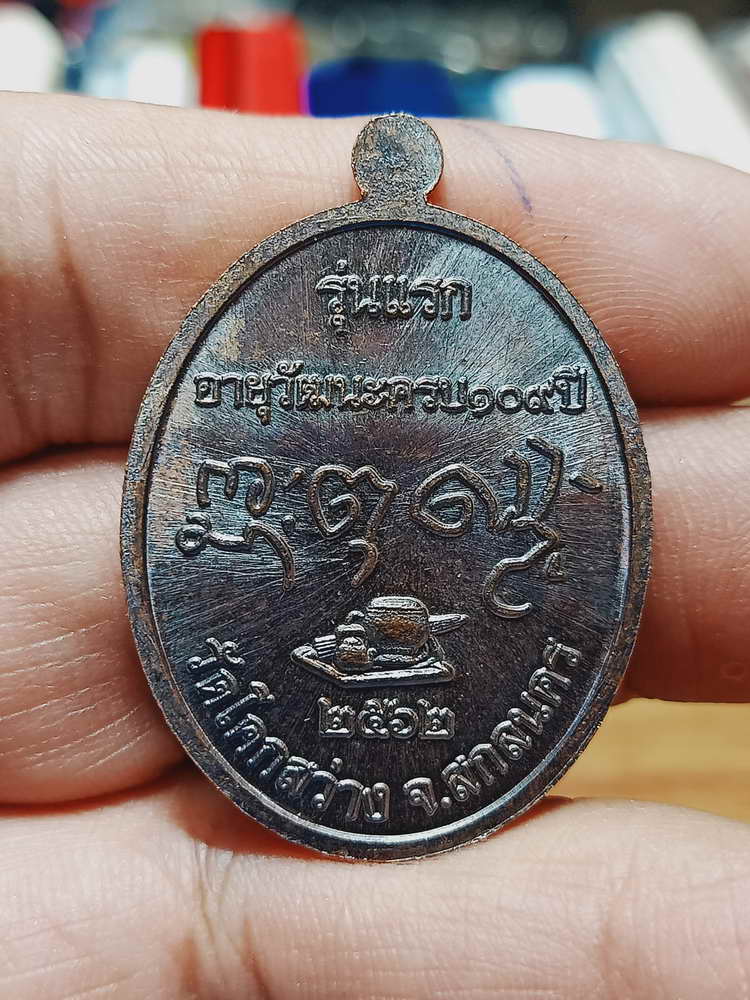 รุ่นแรก
อายุวัฒนะครบ๑๐๙ปี
๒๕๖๒
วัดโคกสว่าง จ.สกลนคร